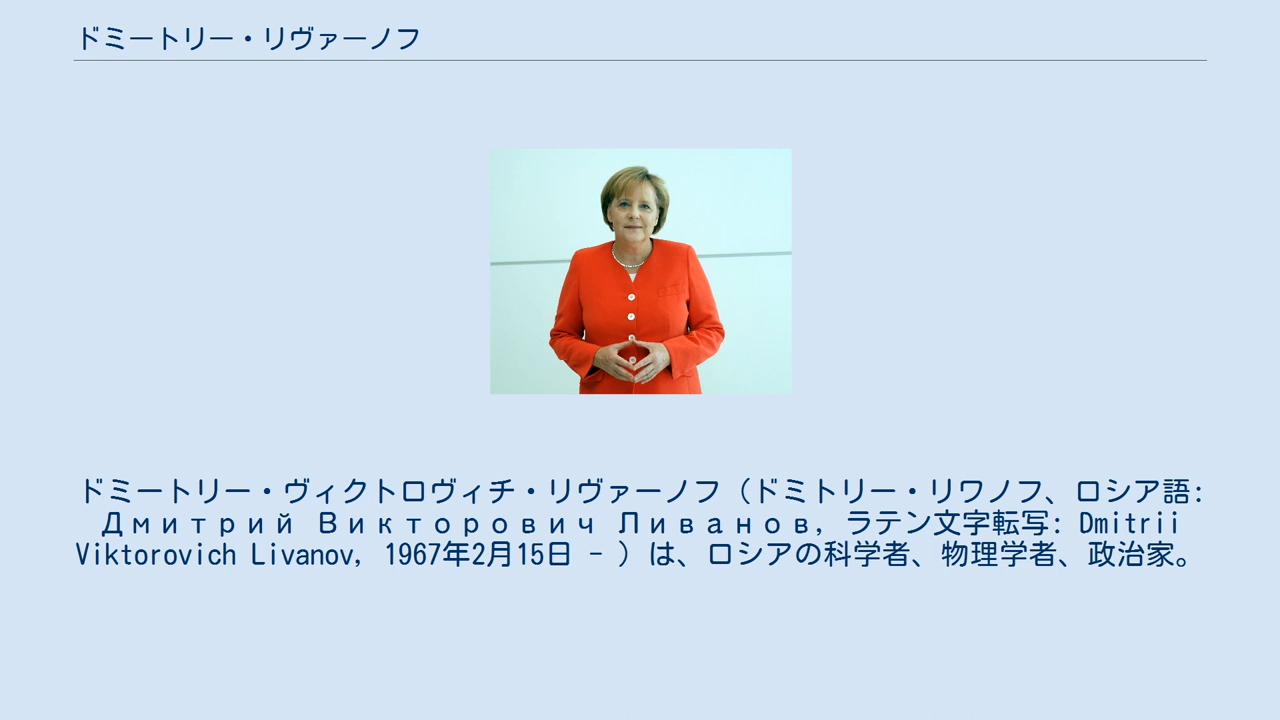 ドミートリー・リヴァーノフ
ドミートリー・ヴィクトロヴィチ・リヴァーノフ（ドミトリー・リワノフ、ロシア語:
Дмитрий Викторович Ливанов, ラテン文字転写: Dmitrii
Viktorovich Livanov, 1967年2月15日 - ）は、ロシアの科学者、物理学者、政治家。